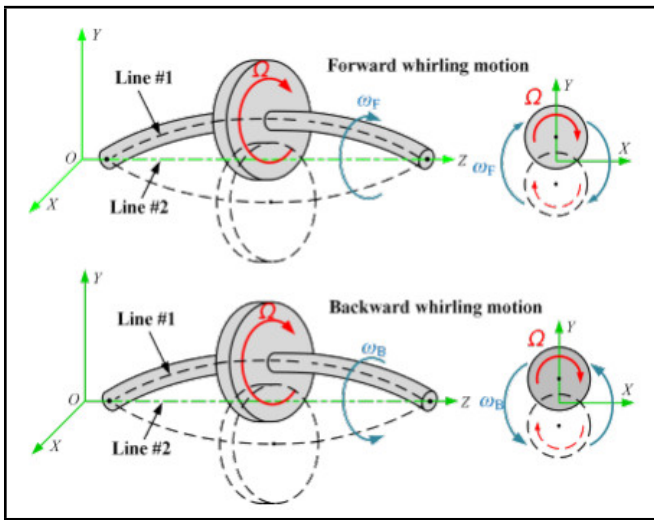 Y
Line #1
Ω
Forward whirling motion
ωF
O
Z
Line #2
X
Ω
Y
ωF
X
Y
Line #1
Ω
Backward whirling motion
ωB
O
Z
Line #2
X
Ω
Y
ωB
X